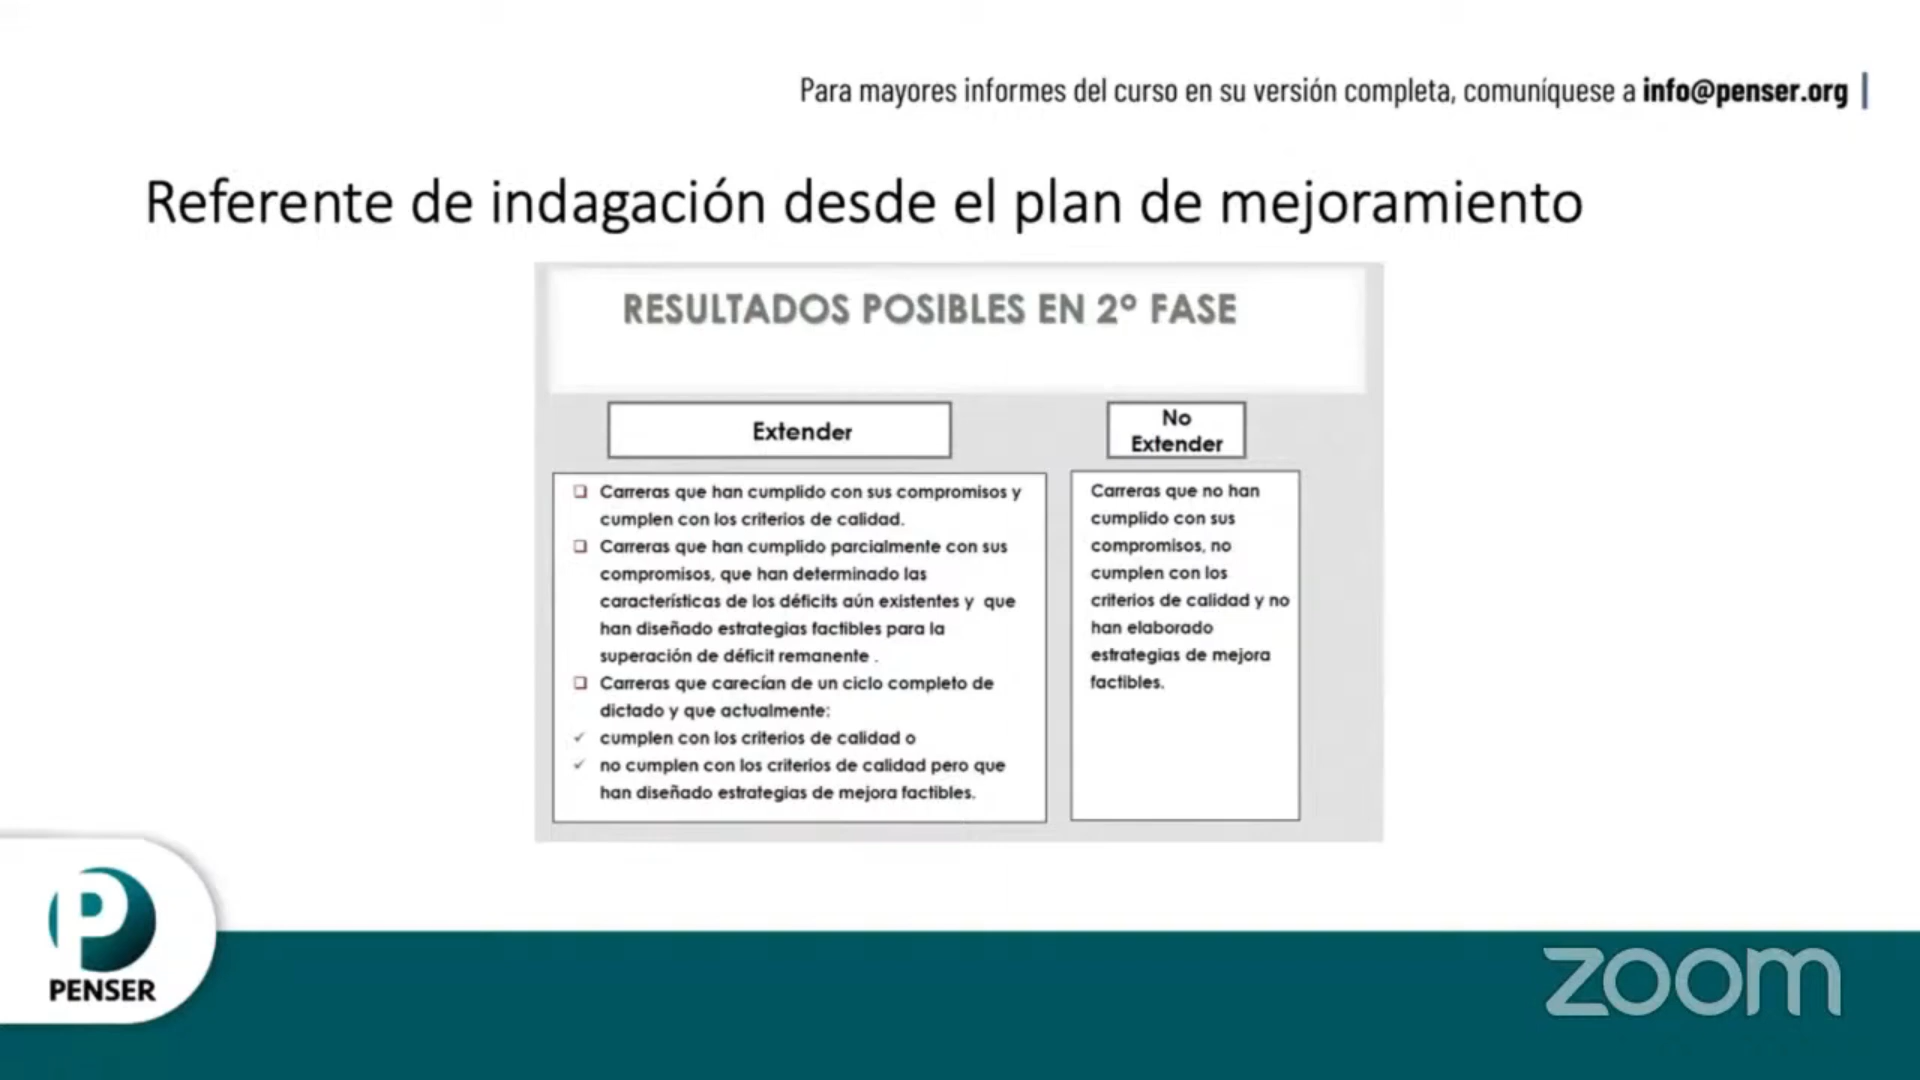 Para mayores informes del curso en su versión completa, comuníquese a info@penser.org
Referente de indagación desde el plan de mejoramiento
RESULTADOS POSIBLES EN 2° FASE
Extender
❑ Carreras que han cumplido con sus compromisos y
cumplen con los criterios de calidad.
❑ Carreras que han cumplido parcialmente con sus
compromisos, que han determinado las
características de los déficits aún existentes y que
han diseñado estrategias factibles para la
superación de déficit remanente .
❑ Carreras que carecían de un ciclo completo de
dictado y que actualmente:
✓ cumplen con los criterios de calidad o
✓ no cumplen con los criterios de calidad pero que
han diseñado estrategias de mejora factibles.
No
Extender
Carreras que no han
cumplido con sus
compromisos, no
cumplen con los
criterios de calidad y no
han elaborado
estrategias de mejora
factibles.
PENSER
zoom